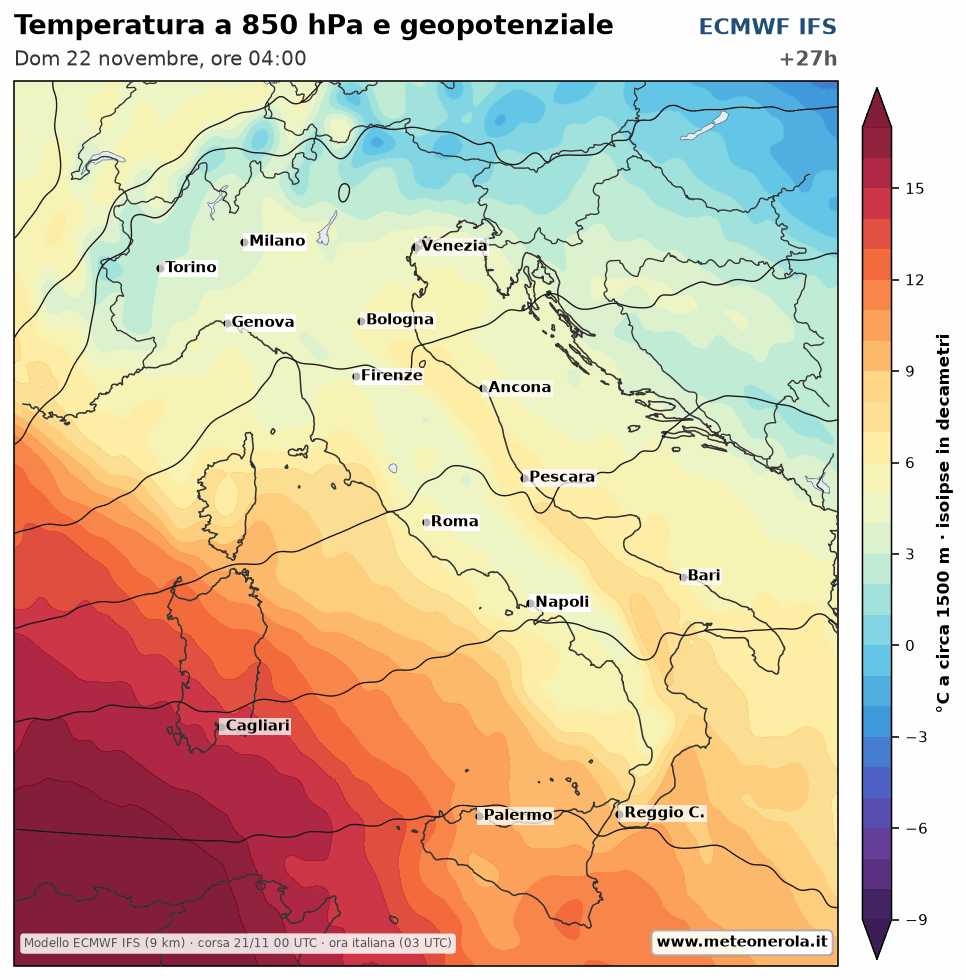 Temperatura a 850 hPa e geopotenziale
ECMWF IFS
Dom 22 novembre, ore 04:00
+27h
Milano
Venezia
Torino
Genova
Bologna
Firenze
Ancona
Pescara
Roma
Bari
Napoli
Cagliari
Palermo
Reggio C.
15
12
9
6
3
0
−3
−6
−9
°C a circa 1500 m · isoipse in decametri
Modello ECMWF IFS (9 km) · corsa 21/11 00 UTC · ora italiana (03 UTC)
www.meteonerola.it